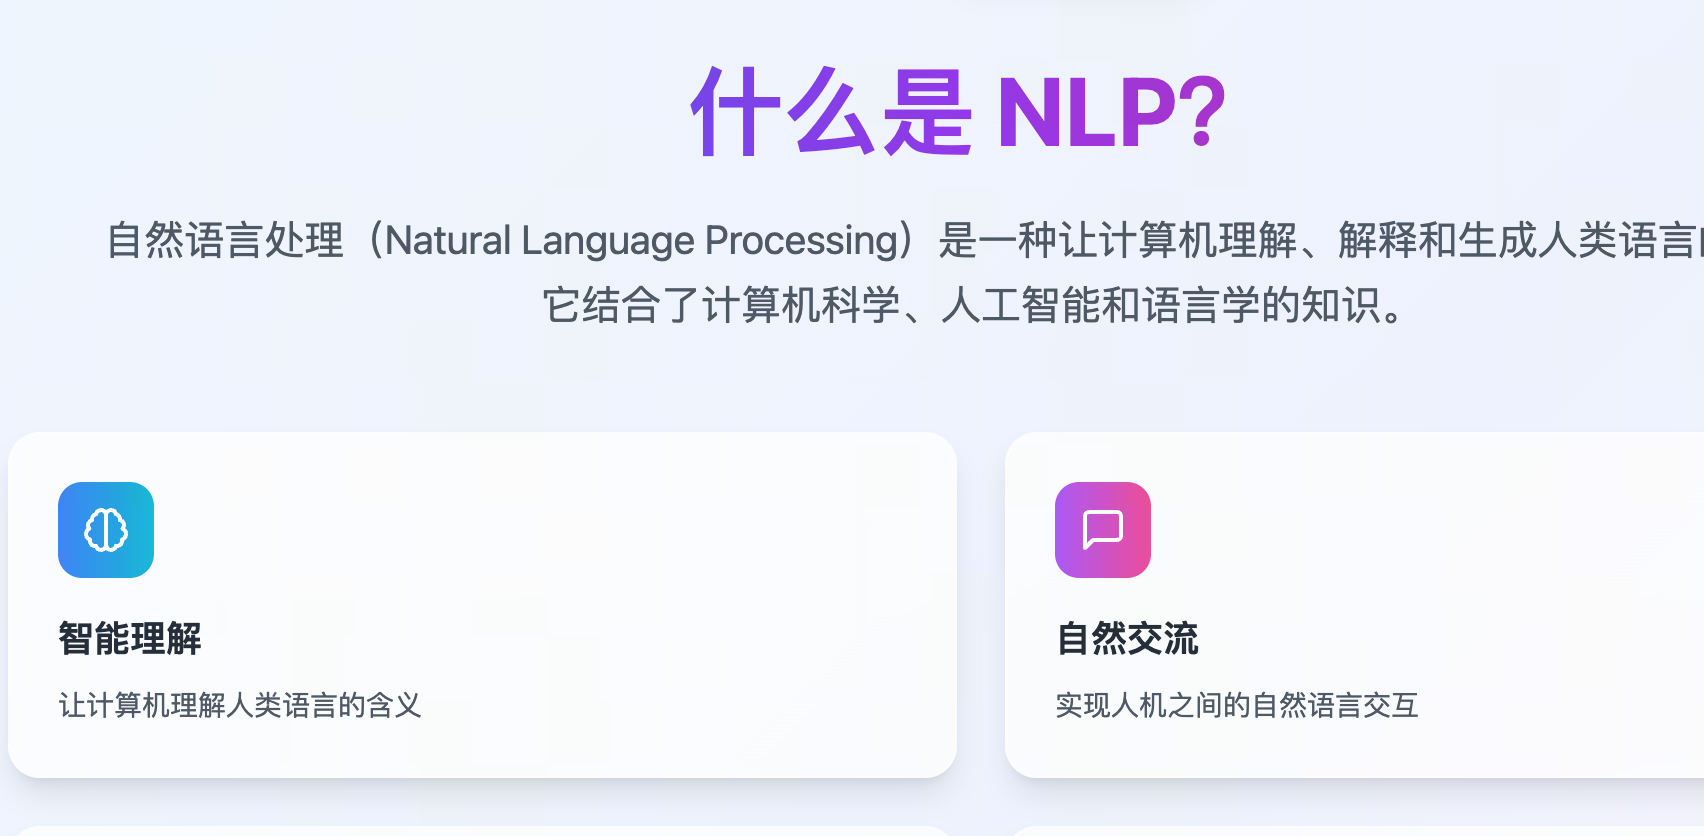 什么是 NLP?
自然语言处理（Natural Language Processing）是一种让计算机理解、解释和生成人类语言
它结合了计算机科学、人工智能和语言学的知识。
智能理解
让计算机理解人类语言的含义
自然交流
实现人机之间的自然语言交互